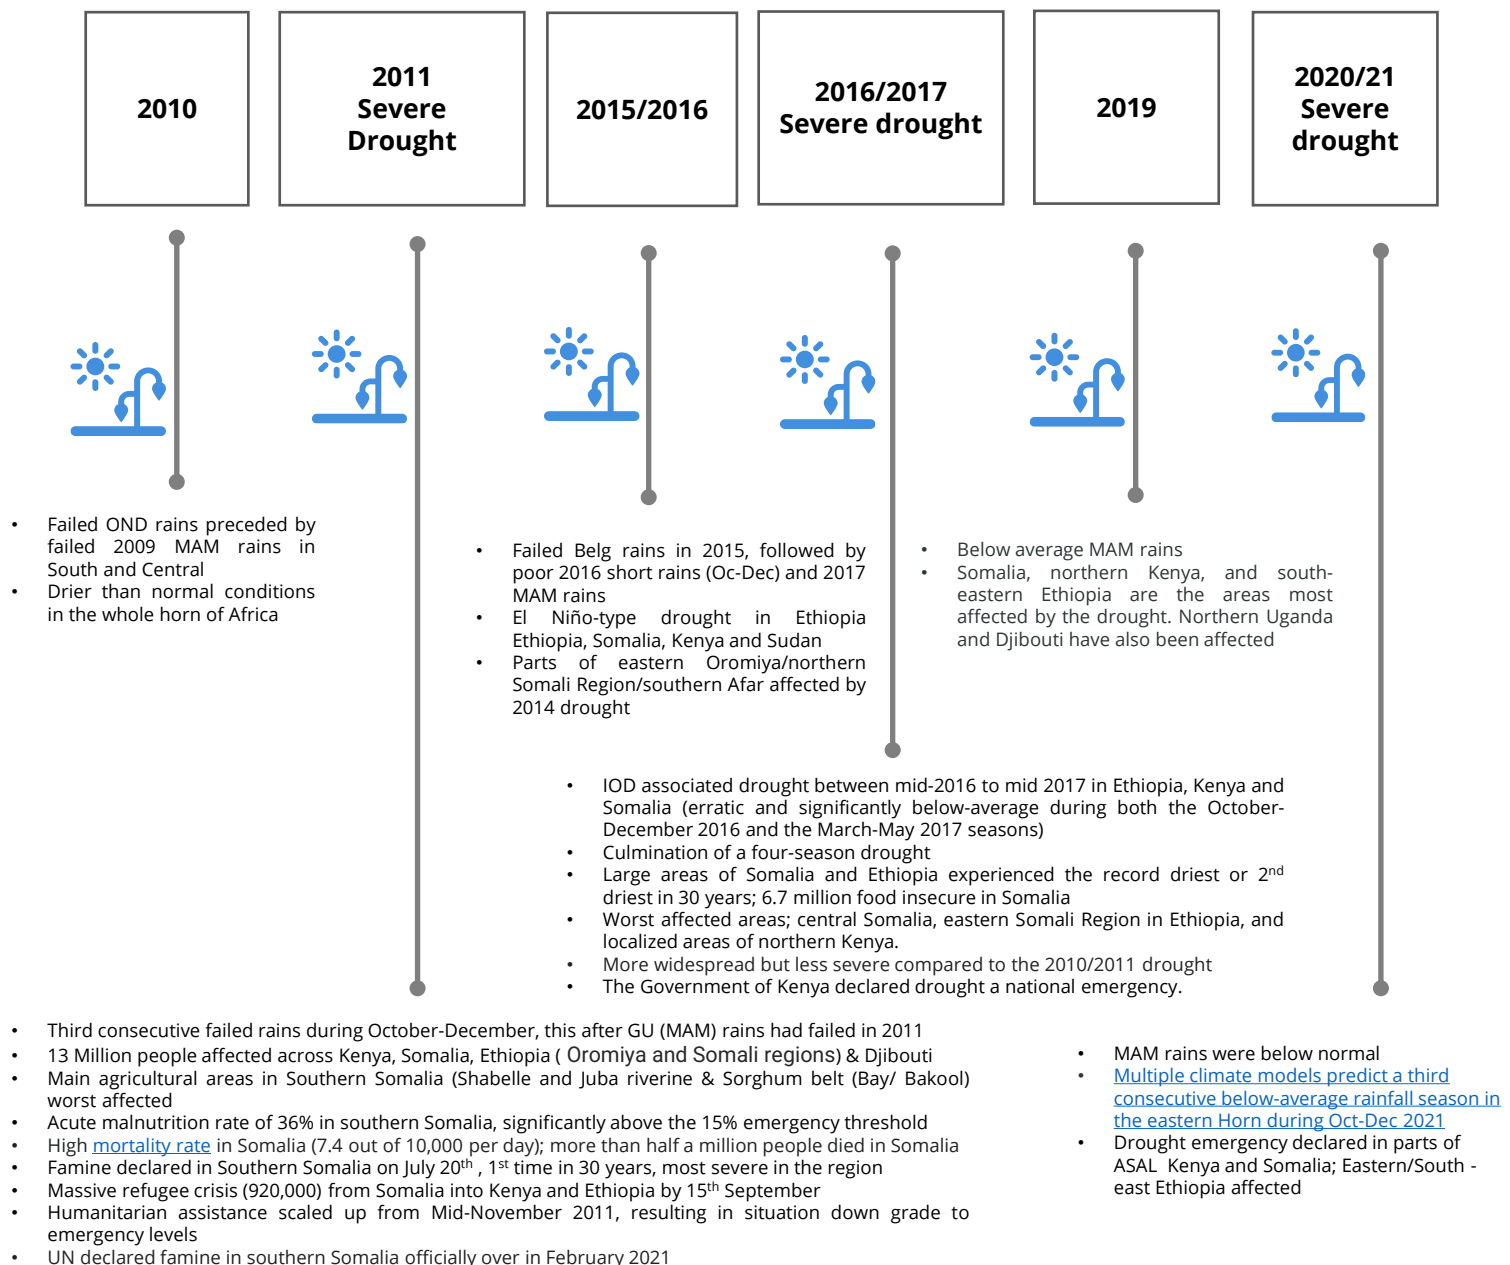 2010
2011
Severe
Drought
2015/2016
2016/2017
Severe drought
2019
2020/21
Severe
drought
• Failed OND rains preceded by
failed 2009 MAM rains in
South and Central
• Drier than normal conditions
in the whole horn of Africa
• Failed Belg rains in 2015, followed by
poor 2016 short rains (Oc-Dec) and 2017
MAM rains
• El Niño-type drought in Ethiopia
Ethiopia, Somalia, Kenya and Sudan
• Parts of eastern Oromiya/northern
Somali Region/southern Afar affected by
2014 drought
• Below average MAM rains
• Somalia, northern Kenya, and south-
eastern Ethiopia are the areas most
affected by the drought. Northern Uganda
and Djibouti have also been affected
• IOD associated drought between mid-2016 to mid 2017 in Ethiopia, Kenya and
Somalia (erratic and significantly below-average during both the October-
December 2016 and the March-May 2017 seasons)
• Culmination of a four-season drought
• Large areas of Somalia and Ethiopia experienced the record driest or 2nd
driest in 30 years; 6.7 million food insecure in Somalia
• Worst affected areas; central Somalia, eastern Somali Region in Ethiopia, and
localized areas of northern Kenya.
• More widespread but less severe compared to the 2010/2011 drought
• The Government of Kenya declared drought a national emergency.
• Third consecutive failed rains during October-December, this after GU (MAM) rains had failed in 2011
• 13 Million people affected across Kenya, Somalia, Ethiopia ( Oromiya and Somali regions) & Djibouti
• Main agricultural areas in Southern Somalia (Shabelle and Juba riverine & Sorghum belt (Bay/ Bakool)
worst affected
• Acute malnutrition rate of 36% in southern Somalia, significantly above the 15% emergency threshold
• High mortality rate in Somalia (7.4 out of 10,000 per day); more than half a million people died in Somalia
• Famine declared in Southern Somalia on July 20th , 1st time in 30 years, most severe in the region
• Massive refugee crisis (920,000) from Somalia into Kenya and Ethiopia by 15th September
• Humanitarian assistance scaled up from Mid-November 2011, resulting in situation down grade to
emergency levels
• UN declared famine in southern Somalia officially over in February 2021
• MAM rains were below normal
• Multiple climate models predict a third
consecutive below-average rainfall season in
the eastern Horn during Oct-Dec 2021
• Drought emergency declared in parts of
ASAL Kenya and Somalia; Eastern/South -
east Ethiopia affected